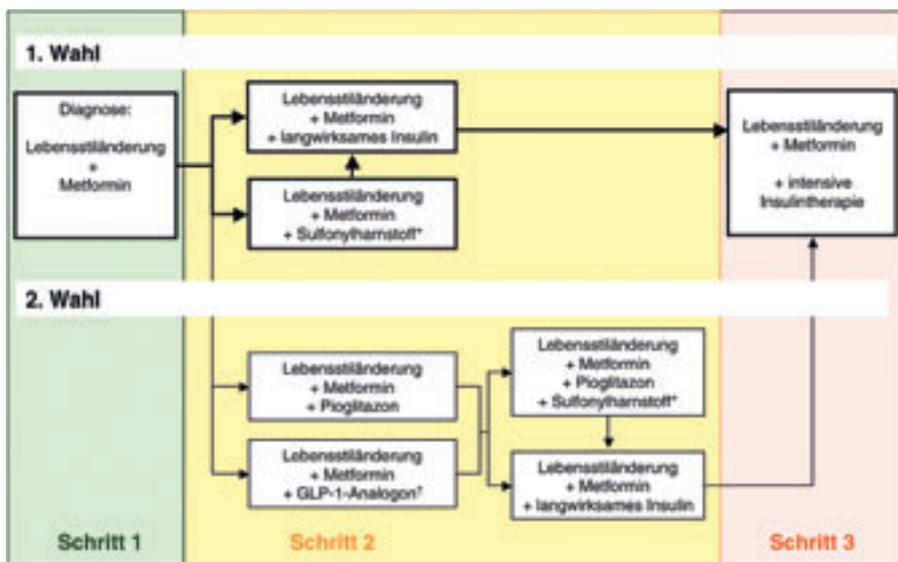 1. Wahl
Diagnose:
Lebensstiländerung
+
Metformin
Lebensstiländerung
+ Metformin
+ langwirksames Insulin
Lebensstiländerung
+ Metformin
+ Sulfonylharnstoff*
Lebensstiländerung
+ Metformin
+ intensive
Insulintherapie
2. Wahl
Lebensstiländerung
+ Metformin
+ Pioglitazon
Lebensstiländerung
+ Metformin
+ GLP-1-Analogon†
Lebensstiländerung
+ Metformin
+ Pioglitazon
+ Sulfonylharnstoff*
Lebensstiländerung
+ Metformin
+ langwirksames Insulin
Schritt 1
Schritt 2
Schritt 3